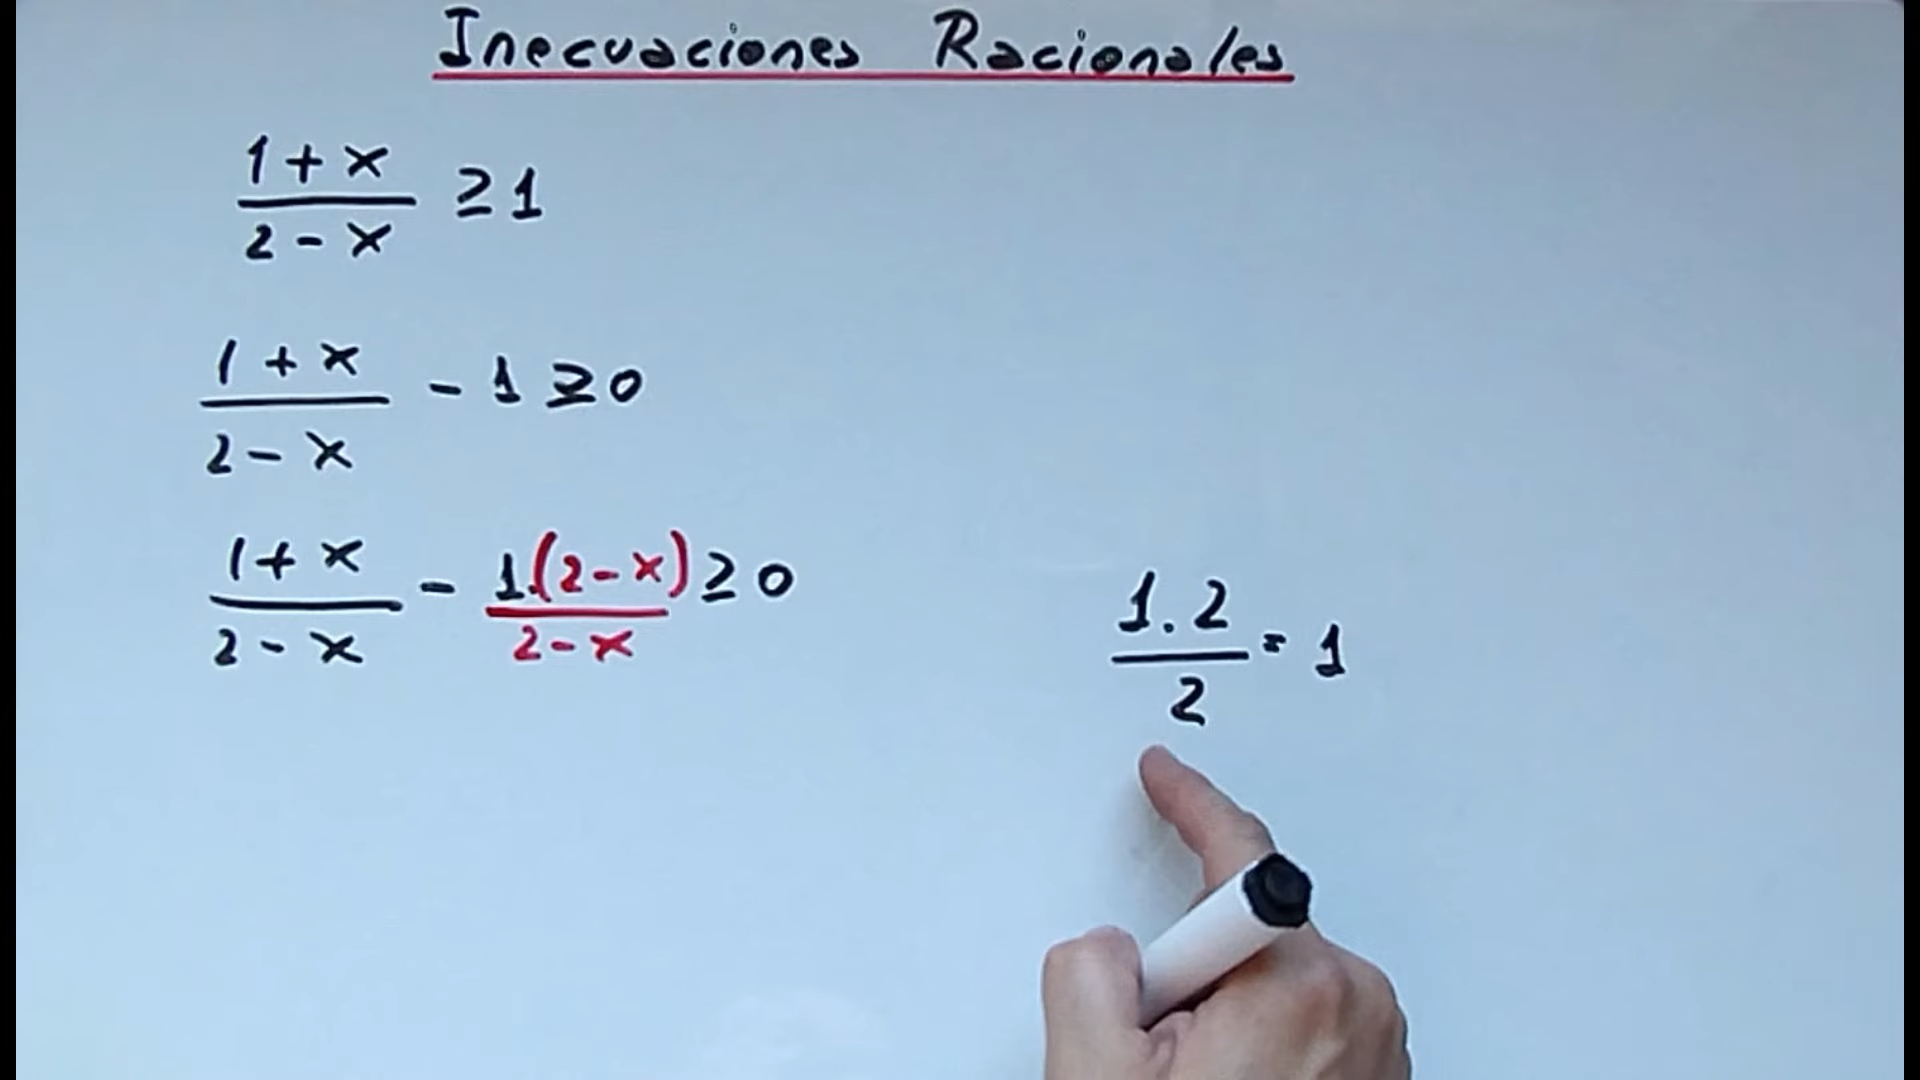 Inecuaciones Racionales
1 + x
2 - x
≥ 1
1 + x
2 - x
- 1 ≥ 0
1 + x
2 - x
- 1.(2 - x)
2 - x
≥ 0
1 . 2
2
= 1